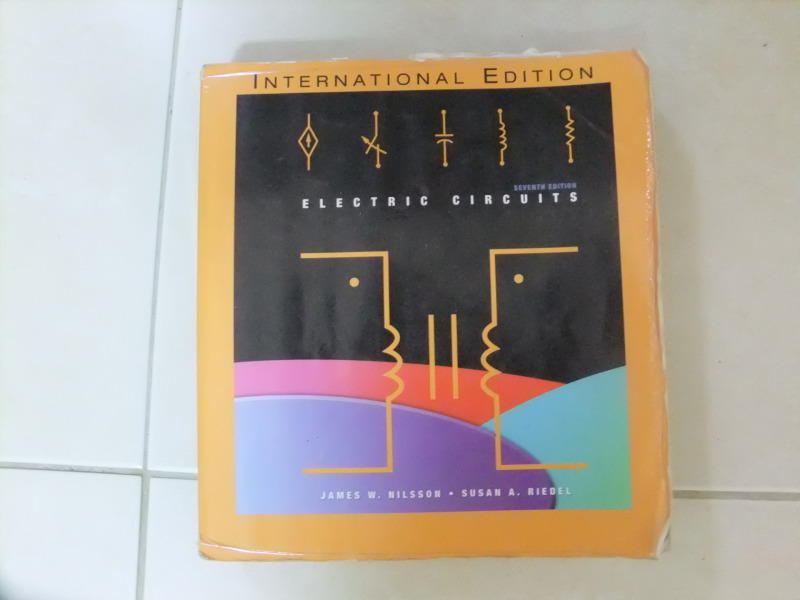 INTERNATIONAL EDITION
SEVENTH EDITION
ELECTRIC CIRCUITS
JAMES W. NILSSON • SUSAN A. RIEDEL